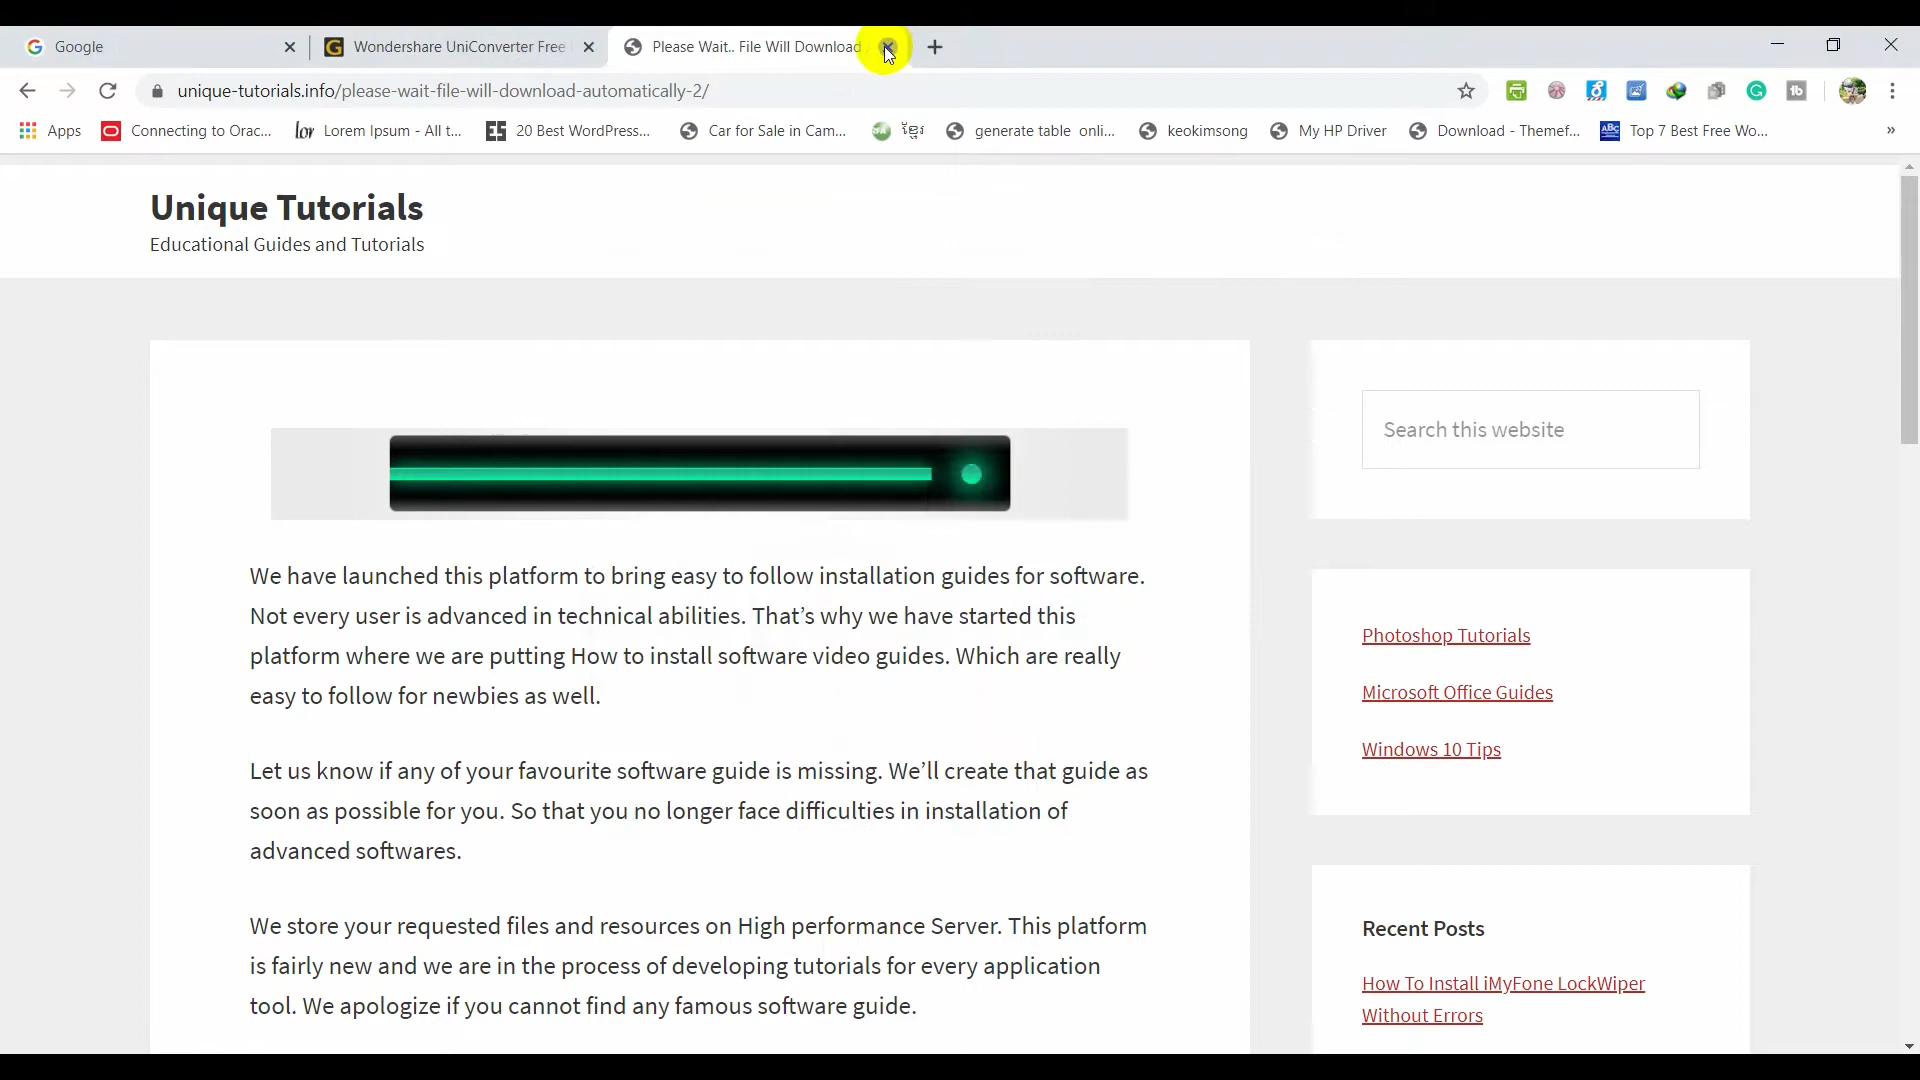 Google
Wondershare UniConverter Free
Please Wait.. File Will Download
unique-tutorials.info/please-wait-file-will-download-automatically-2/
Apps
Connecting to Orac...
Lorem Ipsum - All t...
20 Best WordPress...
Car for Sale in Cam...
ខ្មែរ
generate table onli...
keokimsong
My HP Driver
Download - Themef...
Top 7 Best Free Wo...
Unique Tutorials
Educational Guides and Tutorials
We have launched this platform to bring easy to follow installation guides for software.
Not every user is advanced in technical abilities. That’s why we have started this
platform where we are putting How to install software video guides. Which are really
easy to follow for newbies as well.
Let us know if any of your favourite software guide is missing. We’ll create that guide as
soon as possible for you. So that you no longer face difficulties in installation of
advanced softwares.
We store your requested files and resources on High performance Server. This platform
is fairly new and we are in the process of developing tutorials for every application
tool. We apologize if you cannot find any famous software guide.
Search this website
Photoshop Tutorials
Microsoft Office Guides
Windows 10 Tips
Recent Posts
How To Install iMyFone LockWiper
Without Errors